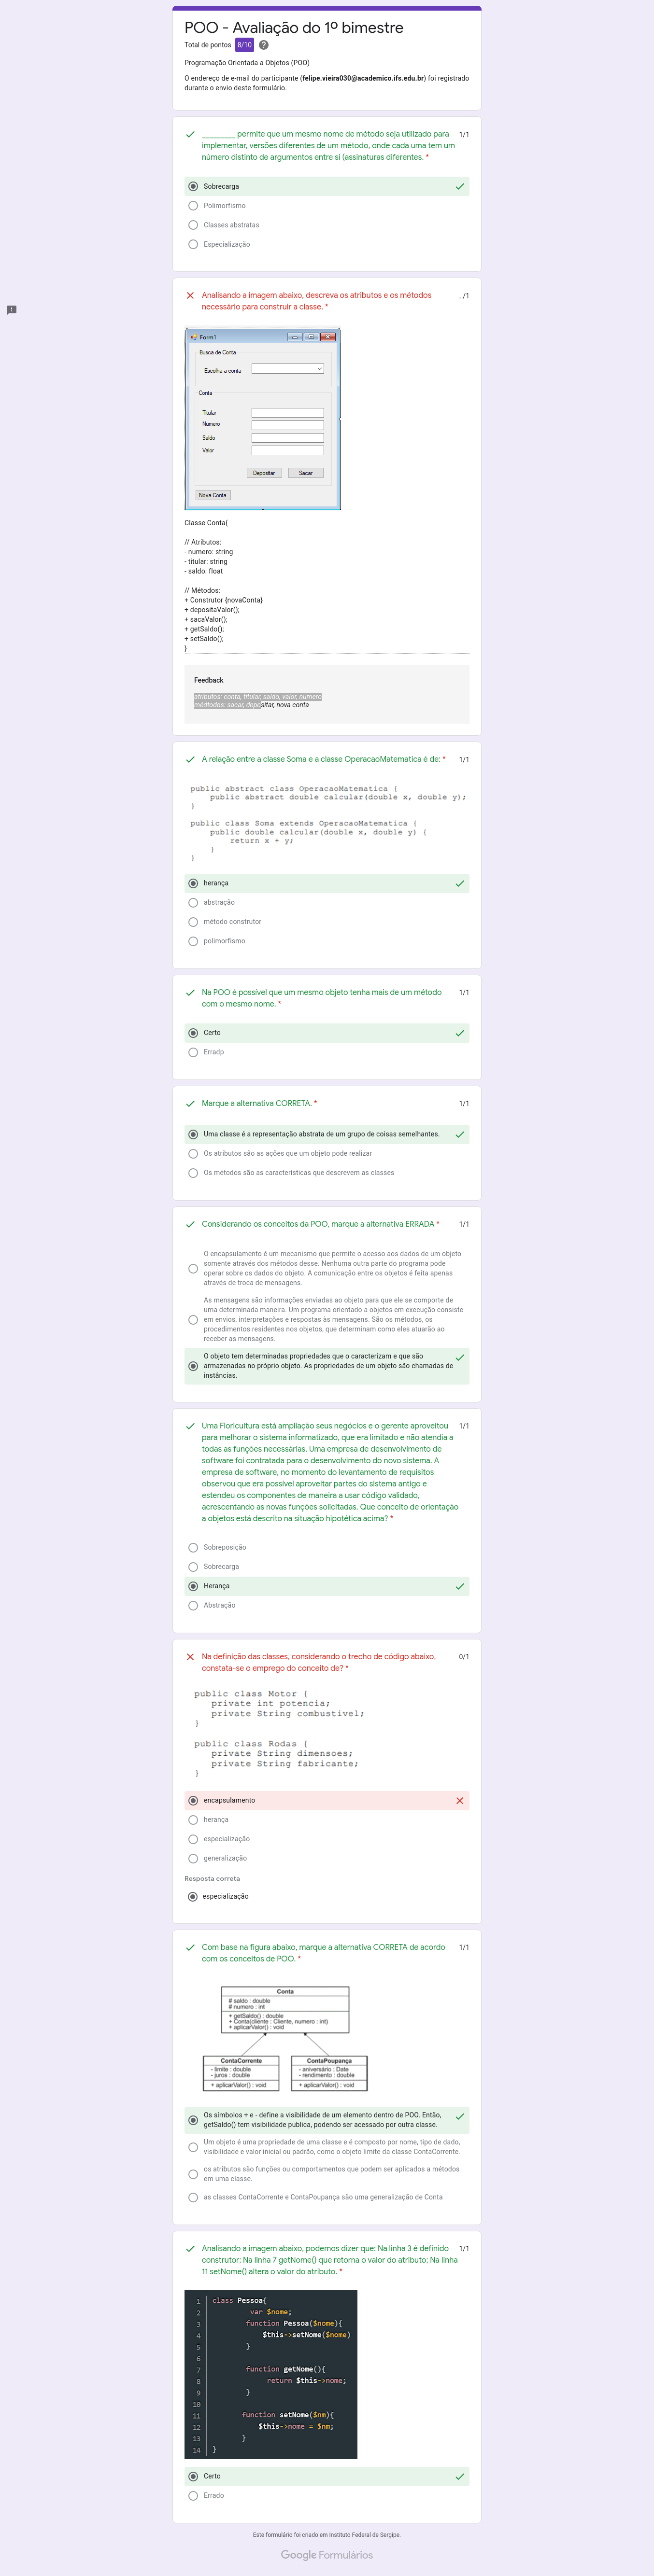 POO - Avaliação do 1º bimestre
Total de pontos 8/10 ?
Programação Orientada a Objetos (POO)
O endereço de e-mail do participante (felipe.vieira030@academico.ifs.edu.br) foi registrado
durante o envio deste formulário.
_________ permite que um mesmo nome de método seja utilizado para 1/1
implementar, versões diferentes de um método, onde cada uma tem um
número distinto de argumentos entre si (assinaturas diferentes. *
Sobrecarga
Polimorfismo
Classes abstratas
Especialização
Analisando a imagem abaixo, descreva os atributos e os métodos …/1
necessário para construir a classe. *
Form1
Busca de Conta
Escolha a conta
Conta
Titular
Numero
Saldo
Valor
Depositar Sacar
Nova Conta
Classe Conta{
// Atributos:
- numero: string
- titular: string
- saldo: float
// Métodos:
+ Construtor {novaConta}
+ depositaValor();
+ sacaValor();
+ getSaldo();
+ setSaldo();
}
Feedback
atributos: conta, titular, saldo, valor, numero
médtodos: sacar, depositar, nova conta
A relação entre a classe Soma e a classe OperacaoMatematica é de: * 1/1
public abstract class OperacaoMatematica {
public abstract double calcular(double x, double y);
}
public class Soma extends OperacaoMatematica {
public double calcular(double x, double y) {
return x + y;
}
}
herança
abstração
método construtor
polimorfismo
Na POO é possível que um mesmo objeto tenha mais de um método 1/1
com o mesmo nome. *
Certo
Erradp
Marque a alternativa CORRETA. * 1/1
Uma classe é a representação abstrata de um grupo de coisas semelhantes.
Os atributos são as ações que um objeto pode realizar
Os métodos são as características que descrevem as classes
Considerando os conceitos da POO, marque a alternativa ERRADA * 1/1
O encapsulamento é um mecanismo que permite o acesso aos dados de um objeto
somente através dos métodos desse. Nenhuma outra parte do programa pode
operar sobre os dados do objeto. A comunicação entre os objetos é feita apenas
através de troca de mensagens.
As mensagens são informações enviadas ao objeto para que ele se comporte de
uma determinada maneira. Um programa orientado a objetos em execução consiste
em envios, interpretações e respostas às mensagens. São os métodos, os
procedimentos residentes nos objetos, que determinam como eles atuarão ao
receber as mensagens.
O objeto tem determinadas propriedades que o caracterizam e que são
armazenadas no próprio objeto. As propriedades de um objeto são chamadas de
instâncias.
Uma Floricultura está ampliação seus negócios e o gerente aproveitou 1/1
para melhorar o sistema informatizado, que era limitado e não atendia a
todas as funções necessárias. Uma empresa de desenvolvimento de
software foi contratada para o desenvolvimento do novo sistema. A
empresa de software, no momento do levantamento de requisitos
observou que era possível aproveitar partes do sistema antigo e
estendeu os componentes de maneira a usar código validado,
acrescentando as novas funções solicitadas. Que conceito de orientação
a objetos está descrito na situação hipotética acima? *
Sobreposição
Sobrecarga
Herança
Abstração
Na definição das classes, considerando o trecho de código abaixo, 0/1
constata-se o emprego do conceito de? *
public class Motor {
private int potencia;
private String combustivel;
}
public class Rodas {
private String dimensoes;
private String fabricante;
}
encapsulamento
herança
especialização
generalização
Resposta correta
especialização
Com base na figura abaixo, marque a alternativa CORRETA de acordo 1/1
com os conceitos de POO. *
Conta
# saldo : double
# numero : int
+ getSaldo() : double
+ Conta(cliente : Cliente, numero : int)
+ aplicarValor() : void
ContaCorrente ContaPoupança
- limite : double - aniversário : Date
- juros : double - rendimento : double
+ aplicarValor() : void + aplicarValor() : void
Os símbolos + e - define a visibilidade de um elemento dentro de POO. Então,
getSaldo() tem visibilidade publica, podendo ser acessado por outra classe.
Um objeto é uma propriedade de uma classe e é composto por nome, tipo de dado,
visibilidade e valor inicial ou padrão, como o objeto limite da classe ContaCorrente.
os atributos são funções ou comportamentos que podem ser aplicados a métodos
em uma classe.
as classes ContaCorrente e ContaPoupança são uma generalização de Conta
Analisando a imagem abaixo, podemos dizer que: Na linha 3 é definido 1/1
construtor; Na linha 7 getNome() que retorna o valor do atributo; Na linha
11 setNome() altera o valor do atributo. *
1 class Pessoa{
2 var $nome;
3 function Pessoa($nome){
4 $this->setNome($nome)
5 }
6
7 function getNome(){
8 return $this->nome;
9 }
10
11 function setNome($nm){
12 $this->nome = $nm;
13 }
14 }
Certo
Errado
Este formulário foi criado em Instituto Federal de Sergipe.
Google Formulários